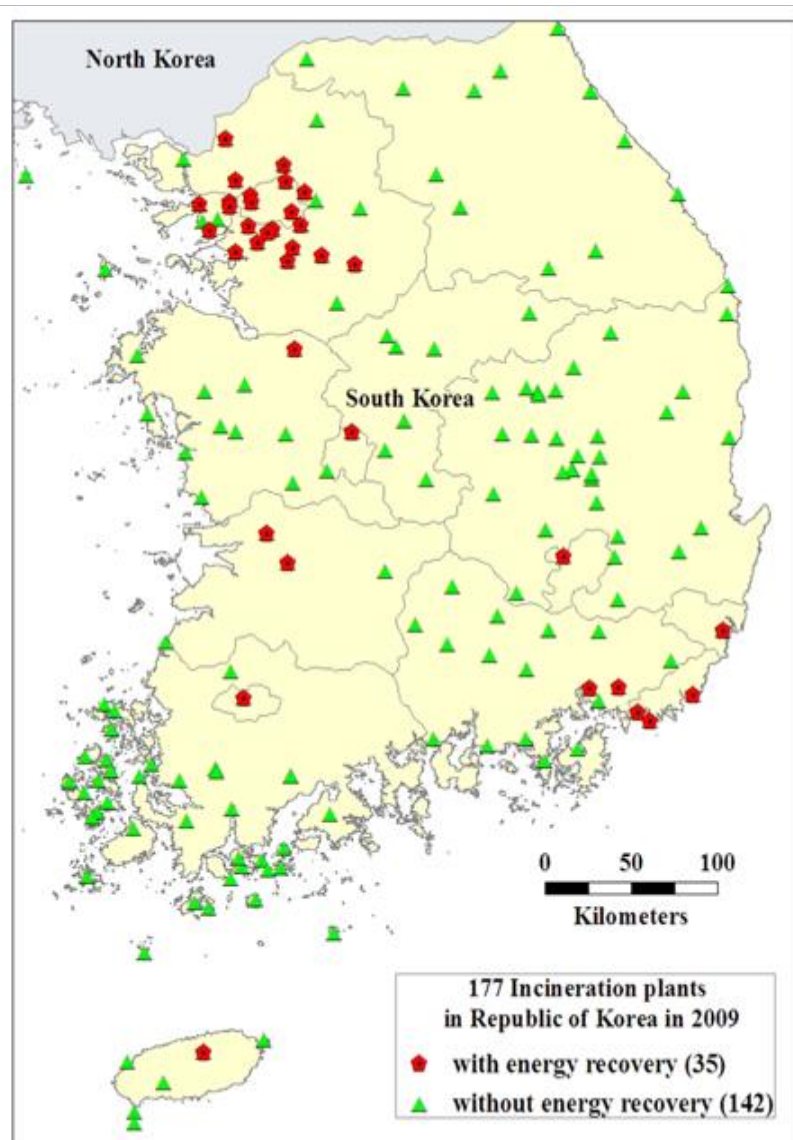 North Korea
South Korea
0 50 100
Kilometers
177 Incineration plants
in Republic of Korea in 2009
with energy recovery (35)
without energy recovery (142)